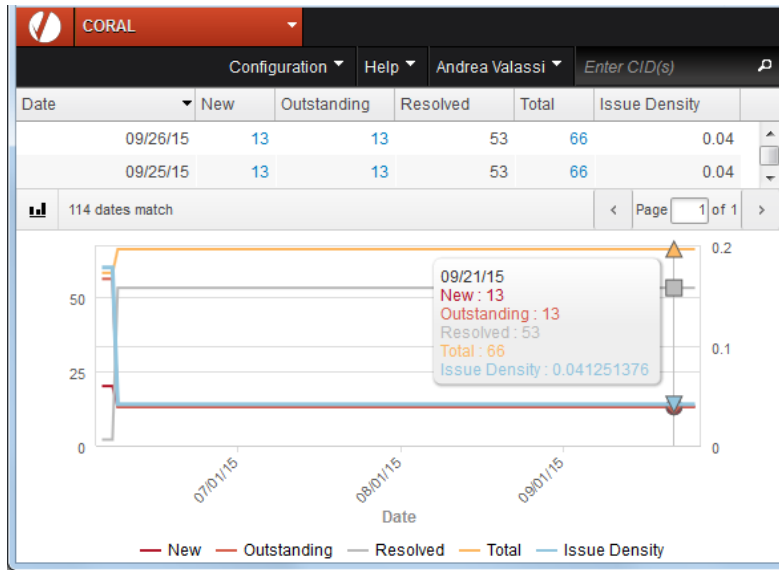 CORAL
Configuration Help Andrea Valassi Enter CID(s)
Date New Outstanding Resolved Total Issue Density
09/26/15 13 13 53 66 0.04
09/25/15 13 13 53 66 0.04
114 dates match Page 1 of 1
0.2
09/21/15
New : 13
50 Outstanding : 13
Resolved : 53
Total : 66
0.1
Issue Density : 0.041251376
25
0 0
07/01/15 08/01/15 09/01/15
Date
New Outstanding Resolved Total Issue Density